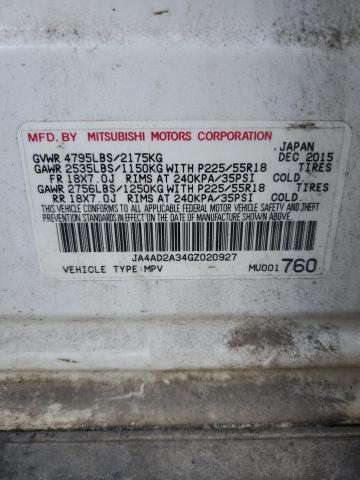 MFD. BY MITSUBISHI MOTORS CORPORATION JAPAN
GVWR 4795LBS/2175KG DEC 2015
GAWR 2535LBS/1150KG WITH P225/55R18 TIRES
FR 18X7.0J RIMS AT 240KPA/35PSI COLD.
GAWR 2756LBS/1250KG WITH P225/55R18 TIRES
RR 18X7.0J RIMS AT 240KPA/35PSI COLD.
THIS VEHICLE CONFORMS TO ALL APPLICABLE FEDERAL MOTOR VEHICLE SAFETY AND
THEFT PREVENTION STANDARDS IN EFFECT ON THE DATE OF MANUFACTURE SHOWN ABOVE.
JA4AD2A34GZ020927
VEHICLE TYPE:MPV MU001760